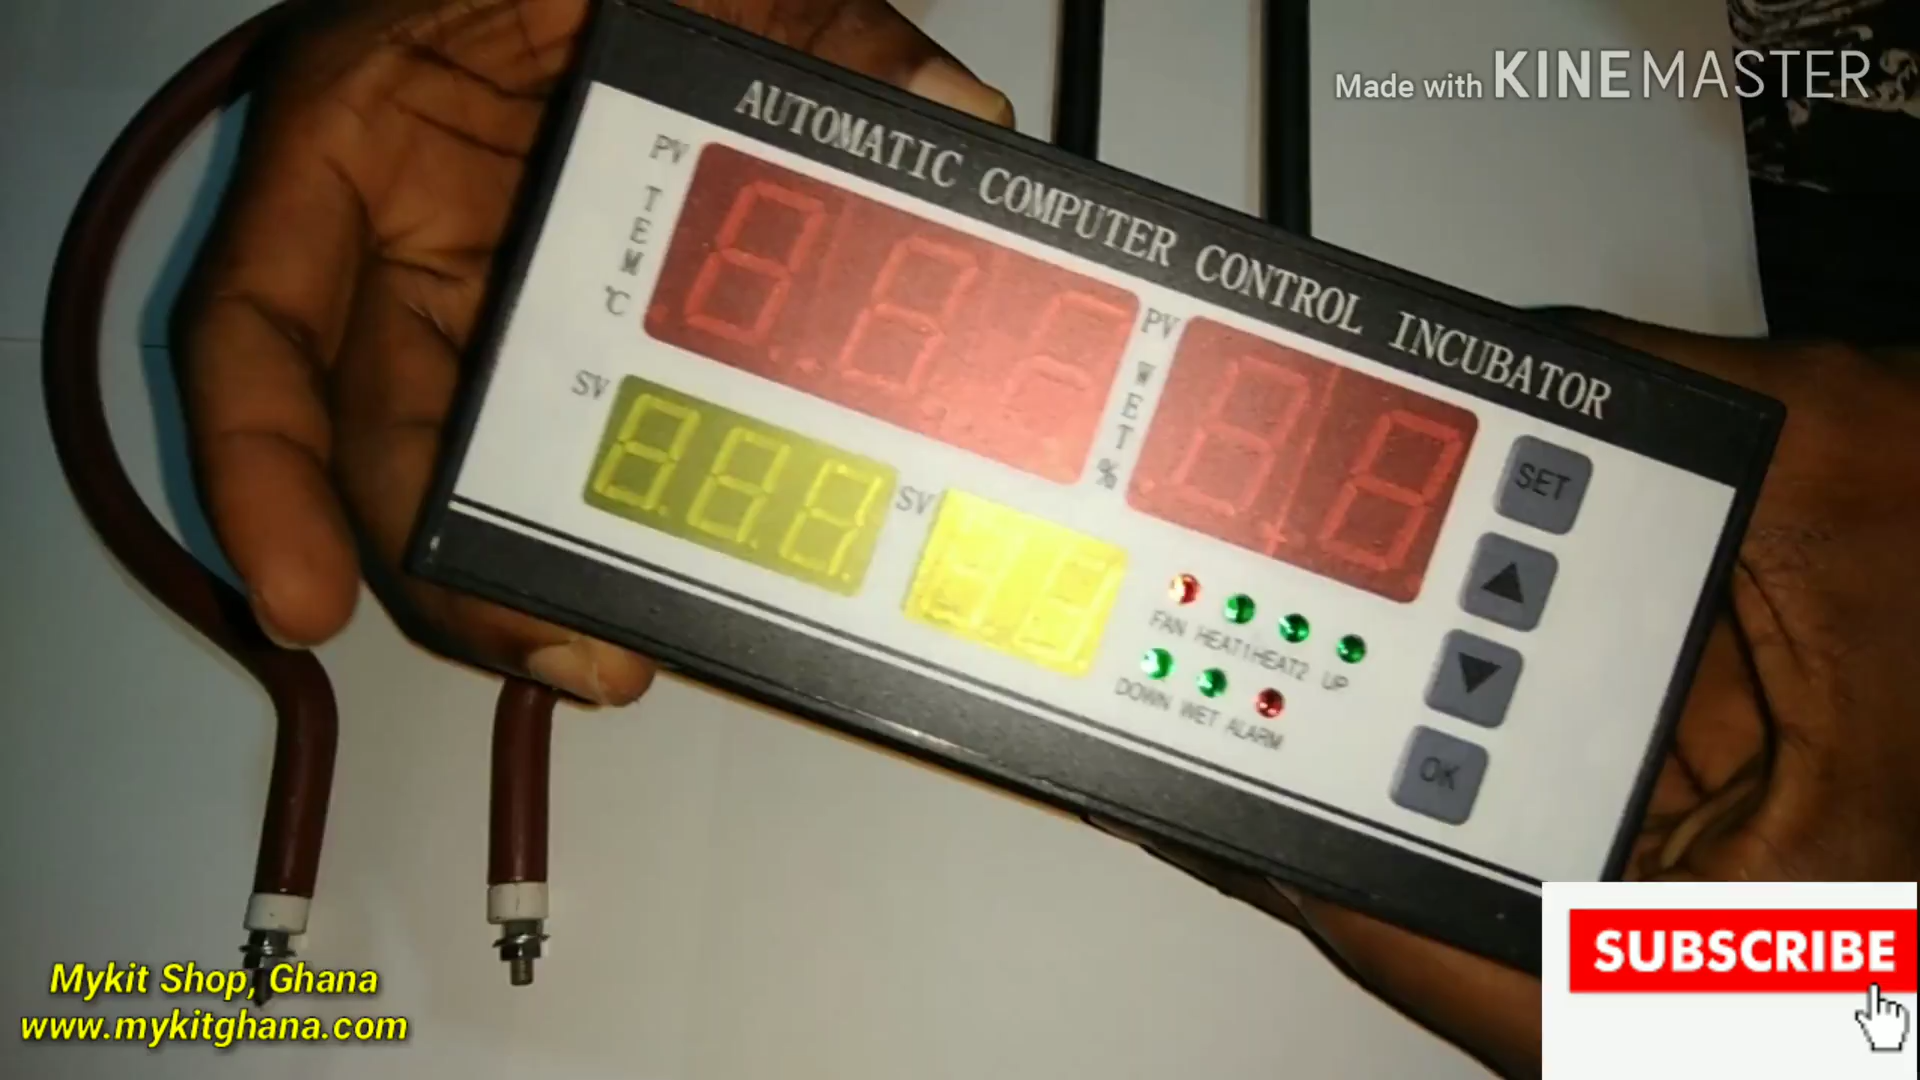 Made with KINEMASTER
AUTOMATIC COMPUTER CONTROL INCUBATOR
PV
TEM
℃
PV
WET
%
SV
SV
SET
FAN HEAT1 HEAT2 UP
DOWN WET ALARM
OK
Mykit Shop, Ghana
www.mykitghana.com
SUBSCRIBE